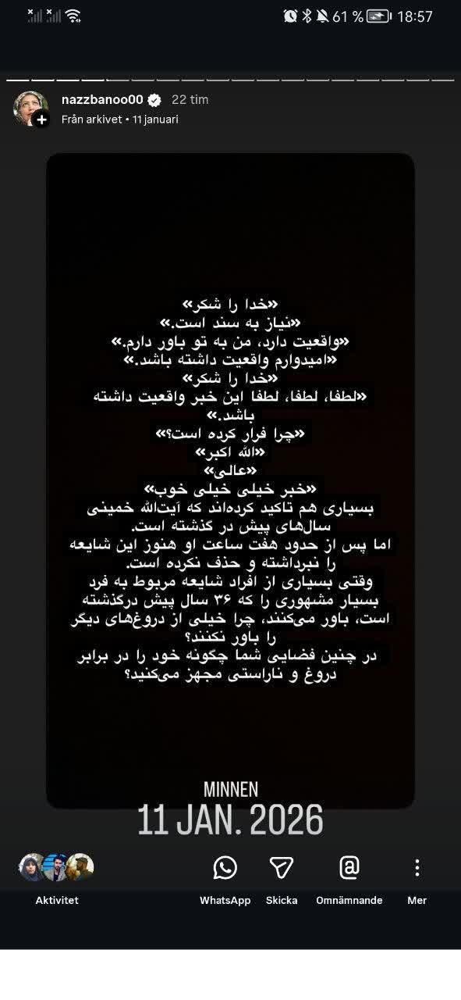 61 % 18:57
nazzbanoo00 22 tim
Från arkivet • 11 januari
«خدا را شکر»
«نیاز به سند است.»
«واقعیت دارد، من به تو باور دارم.»
«امیدوارم واقعیت داشته باشد.»
«خدا را شکر»
«لطفا، لطفا، لطفا این خبر واقعیت داشته
باشد.»
«چرا فرار کرده است؟»
«الله اکبر»
«عالی»
«خبر خیلی خیلی خوب»
بسیاری هم تاکید کرده‌اند که آیت‌الله خمینی
سال‌های پیش در گذشته است.
اما پس از حدود هفت ساعت او هنوز این شایعه
را نبرداشته و حذف نکرده است.
وقتی بسیاری از افراد شایعه مربوط به فرد
بسیار مشهوری را که ۳۶ سال پیش درگذشته
است، باور می‌کنند، چرا خیلی از دروغ‌های دیگر
را باور نکنند؟
در چنین فضایی شما چگونه خود را در برابر
دروغ و ناراستی مجهز می‌کنید؟
MINNEN
11 JAN. 2026
Aktivitet WhatsApp Skicka Omnämnande Mer